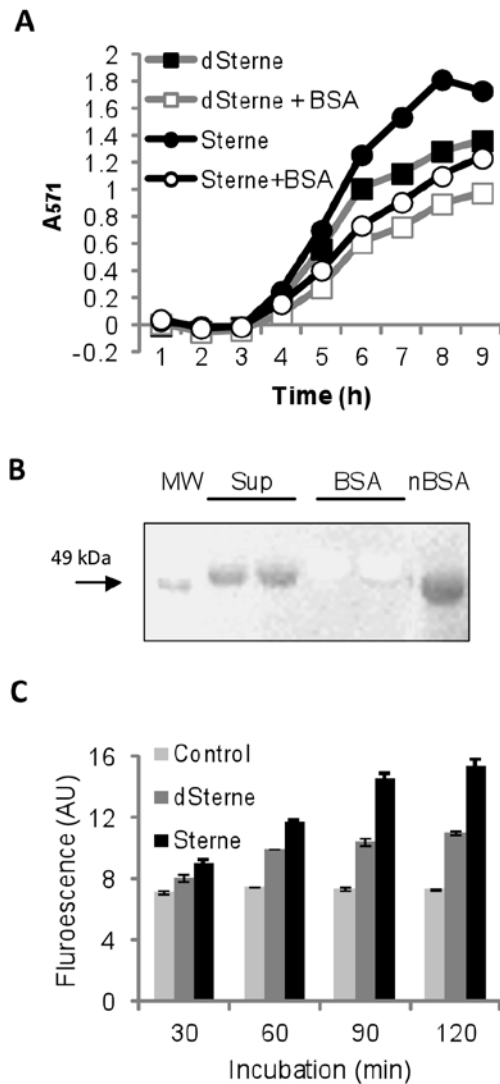 A
dSterne
dSterne + BSA
Sterne
Sterne+BSA
2
1.8
1.6
1.4
1.2
1
0.8
0.6
0.4
0.2
0
-0.2
A571
1 2 3 4 5 6 7 8 9
Time (h)
B
MW Sup BSA nBSA
49 kDa
C
Control
dSterne
Sterne
16
12
8
4
0
Fluroescence (AU)
30 60 90 120
Incubation (min)